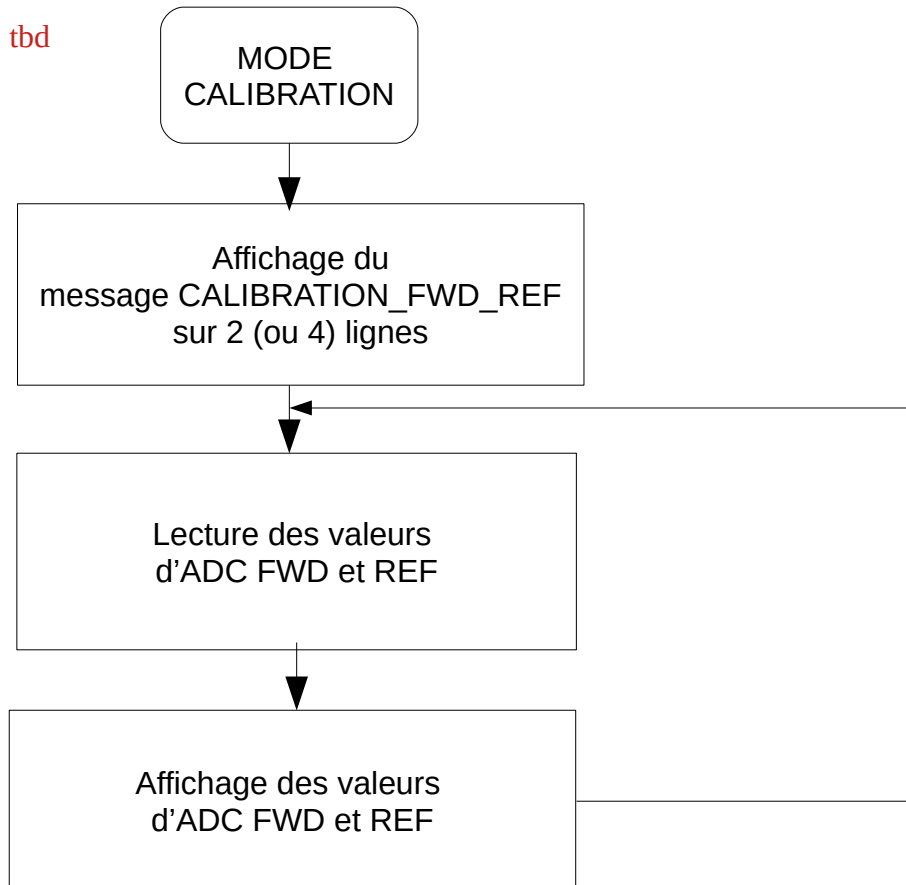 tbd
MODE
CALIBRATION
Affichage du
message CALIBRATION_FWD_REF
sur 2 (ou 4) lignes
Lecture des valeurs
d’ADC FWD et REF
Affichage des valeurs
d’ADC FWD et REF